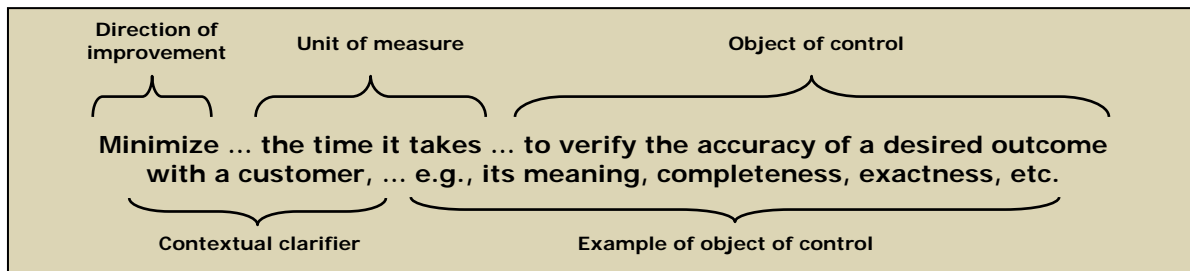 Direction of
improvement
Unit of measure
Object of control
Minimize ... the time it takes ... to verify the accuracy of a desired outcome
with a customer, ... e.g., its meaning, completeness, exactness, etc.
Contextual clarifier
Example of object of control